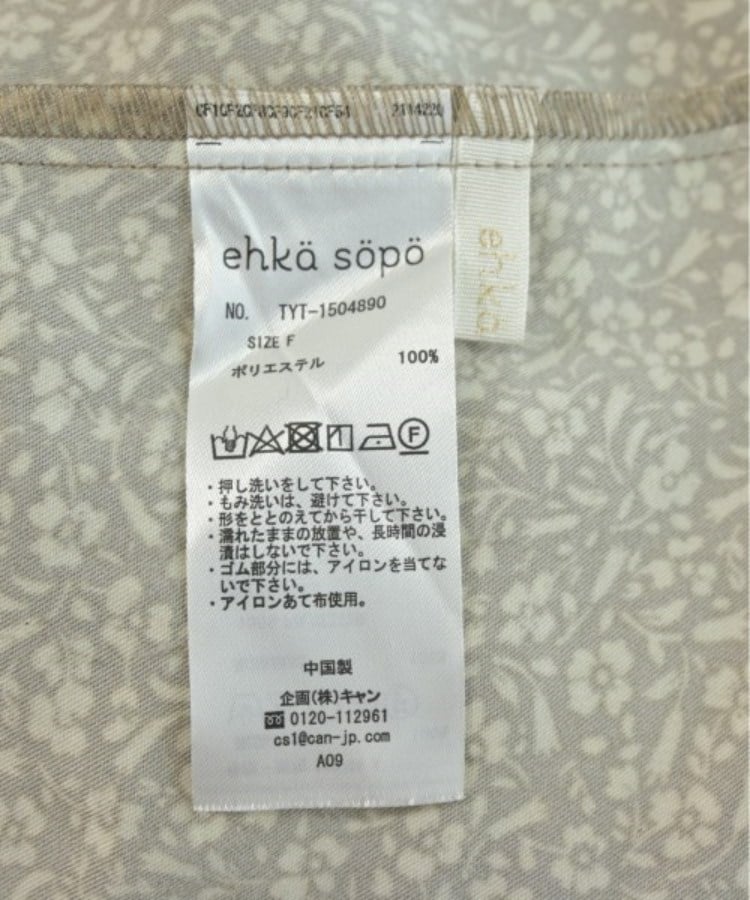 2114220
ehkä söpö
ehkä
NO. TYT-1504890
SIZE F
ポリエステル 100%
F
・押し洗いをして下さい。
・もみ洗いは、避けて下さい。
・形をととのえてから干して下さい。
・濡れたままの放置や、長時間の浸
漬はしないで下さい。
・ゴム部分には、アイロンを当てな
いで下さい。
・アイロンあて布使用。
中国製
企画(株)キャン
0120-112961
cs1@can-jp.com
A09